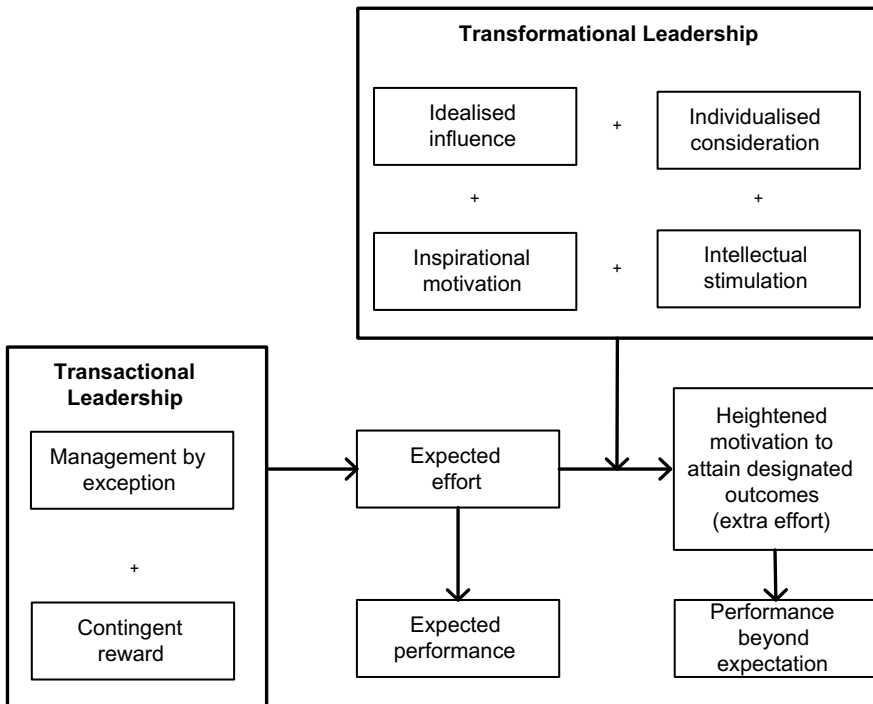 Transformational Leadership
Idealised
influence
+
Individualised
consideration
+
+
Inspirational
motivation
+
Intellectual
stimulation
Transactional
Leadership
Management by
exception
+
Contingent
reward
Expected
effort
Heightened
motivation to
attain designated
outcomes
(extra effort)
Expected
performance
Performance
beyond
expectation